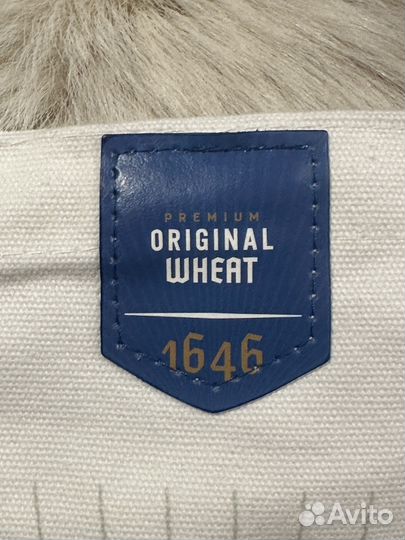 PREMIUM
ORIGINAL
WHEAT
1646
Avito